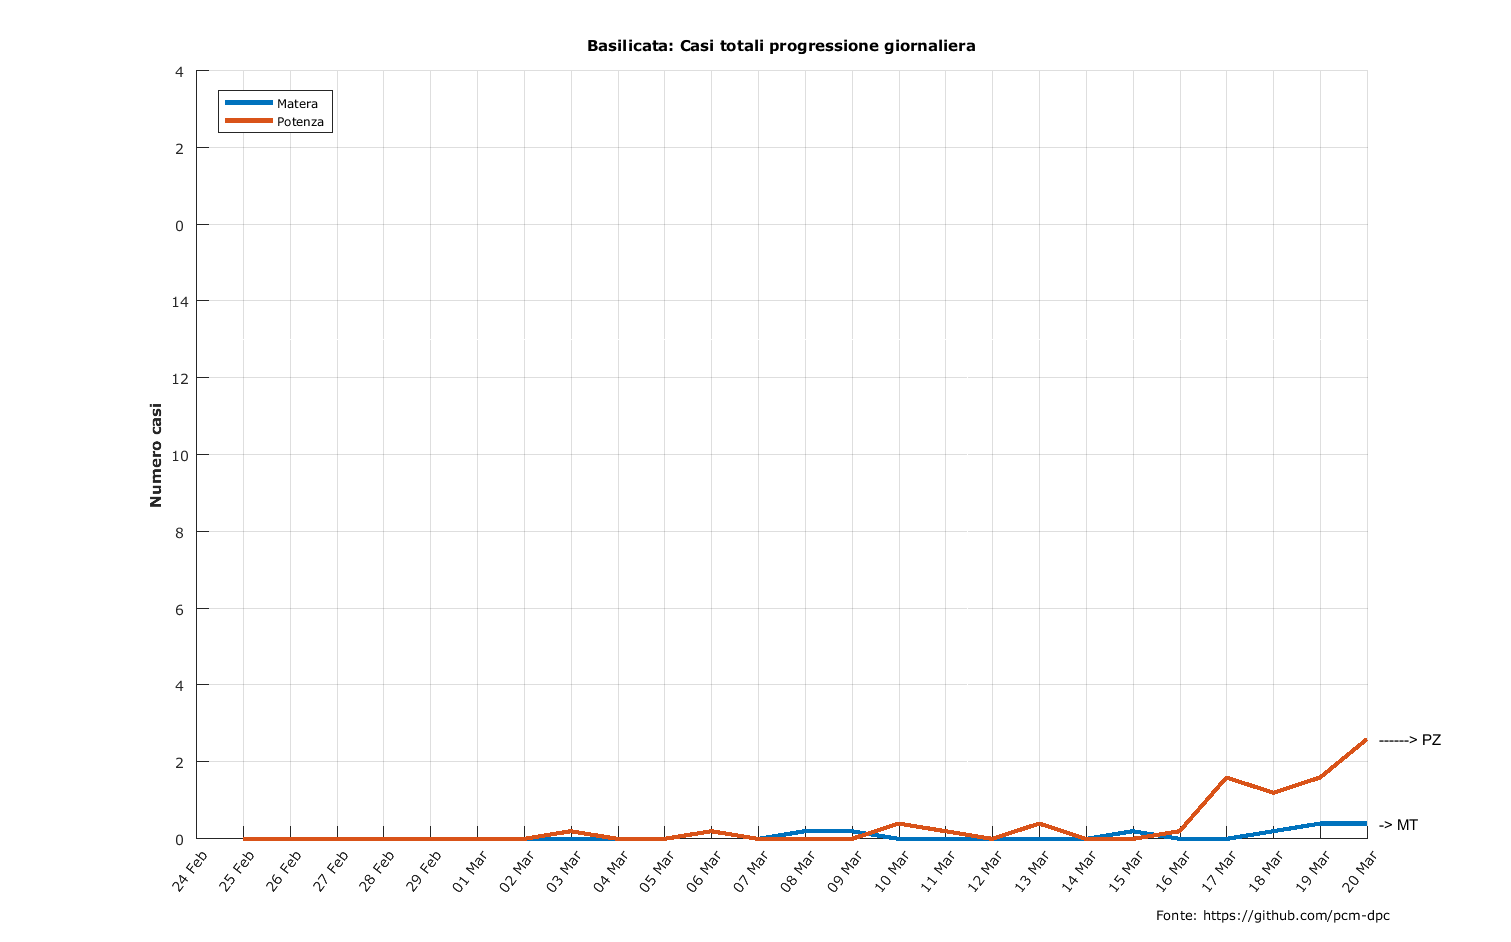 Basilicata: Casi totali progressione giornaliera
Matera
Potenza
4
2
0
14
12
10
8
6
4
2
0
Numero casi
------> PZ
-> MT
24 Feb
25 Feb
26 Feb
27 Feb
28 Feb
29 Feb
01 Mar
02 Mar
03 Mar
04 Mar
05 Mar
06 Mar
07 Mar
08 Mar
09 Mar
10 Mar
11 Mar
12 Mar
13 Mar
14 Mar
15 Mar
16 Mar
17 Mar
18 Mar
19 Mar
20 Mar
Fonte: https://github.com/pcm-dpc